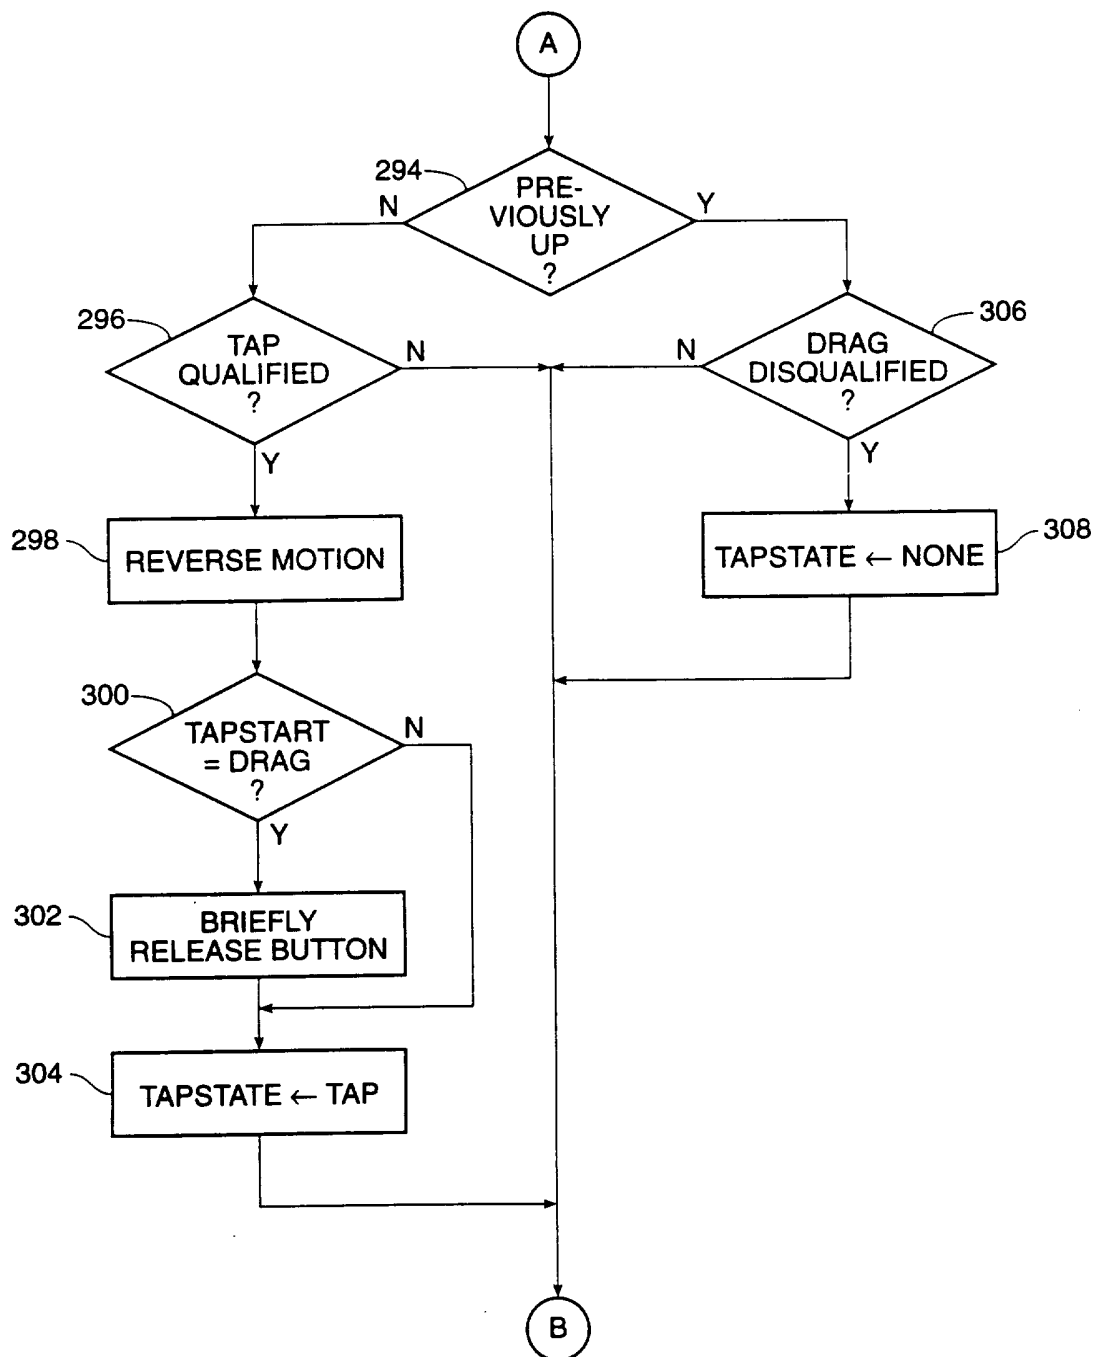 A
294
N
PRE-
VIOUSLY
UP
?
Y
296
TAP
QUALIFIED
?
N
Y
306
N
DRAG
DISQUALIFIED
?
Y
298
REVERSE MOTION
TAPSTATE ← NONE
308
300
TAPSTART
= DRAG
?
N
Y
302
BRIEFLY
RELEASE BUTTON
304
TAPSTATE ← TAP
B